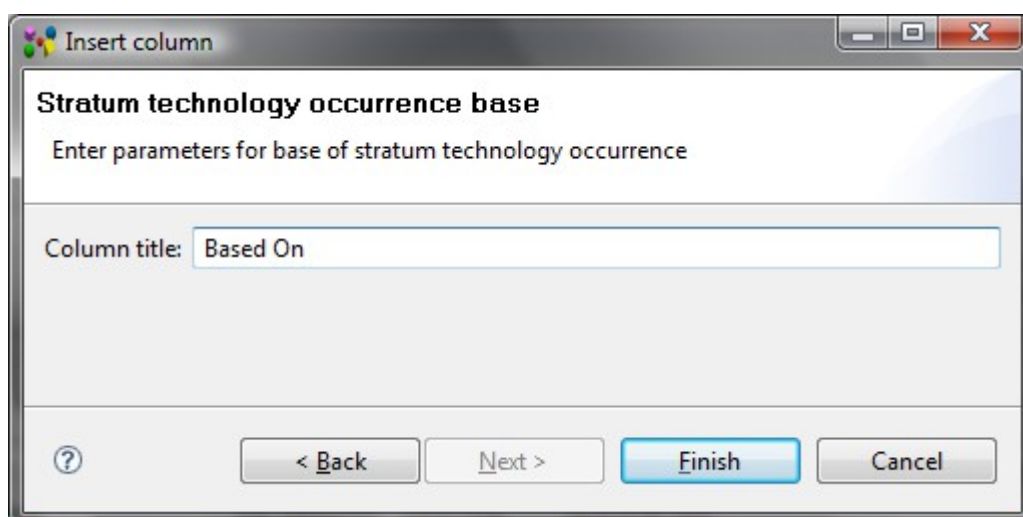 Insert column
Stratum technology occurrence base
Enter parameters for base of stratum technology occurrence
Column title: Based On
< Back Next > Finish Cancel